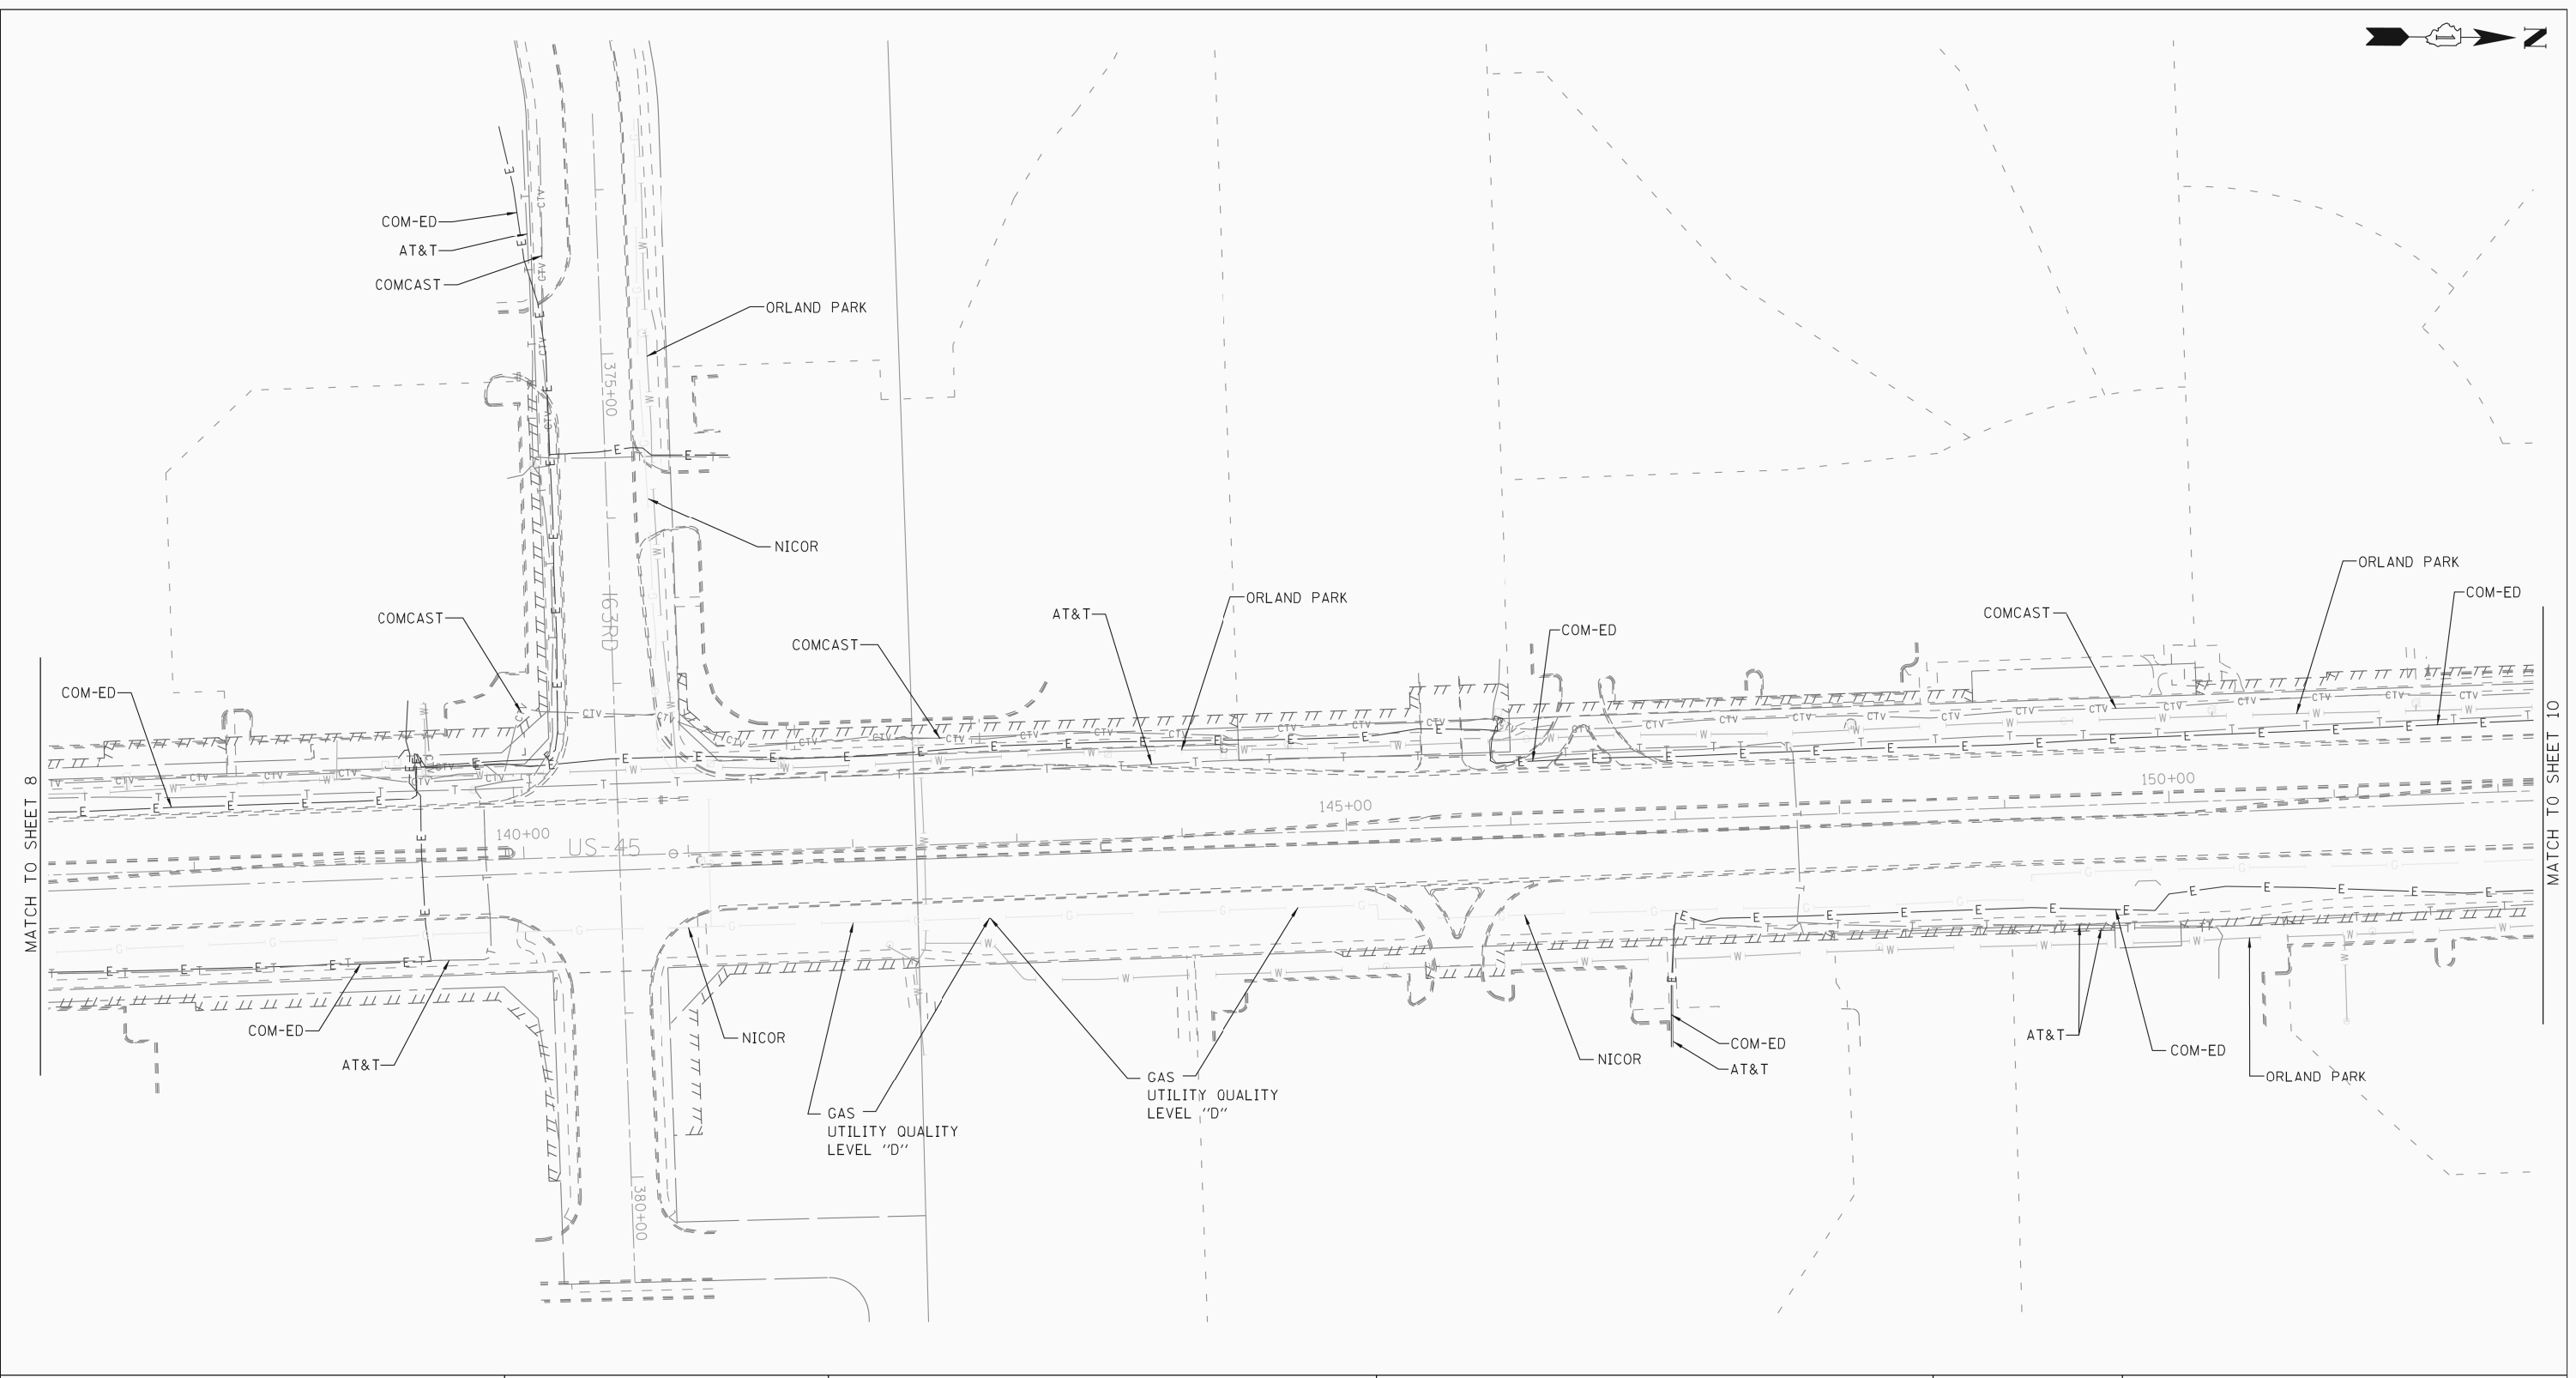 N
COM-ED
AT&T
COMCAST
ORLAND PARK
375+00
NICOR
163RD
COMCAST
COMCAST
AT&T
ORLAND PARK
COM-ED
COMCAST
ORLAND PARK
COM-ED
COM-ED
MATCH TO SHEET 8
MATCH TO SHEET 10
140+00
US-45
145+00
150+00
COM-ED
AT&T
NICOR
GAS
UTILITY QUALITY
LEVEL "D"
GAS
UTILITY QUALITY
LEVEL "D"
NICOR
COM-ED
AT&T
AT&T
COM-ED
ORLAND PARK
380+00
CTV
E
T
W
G